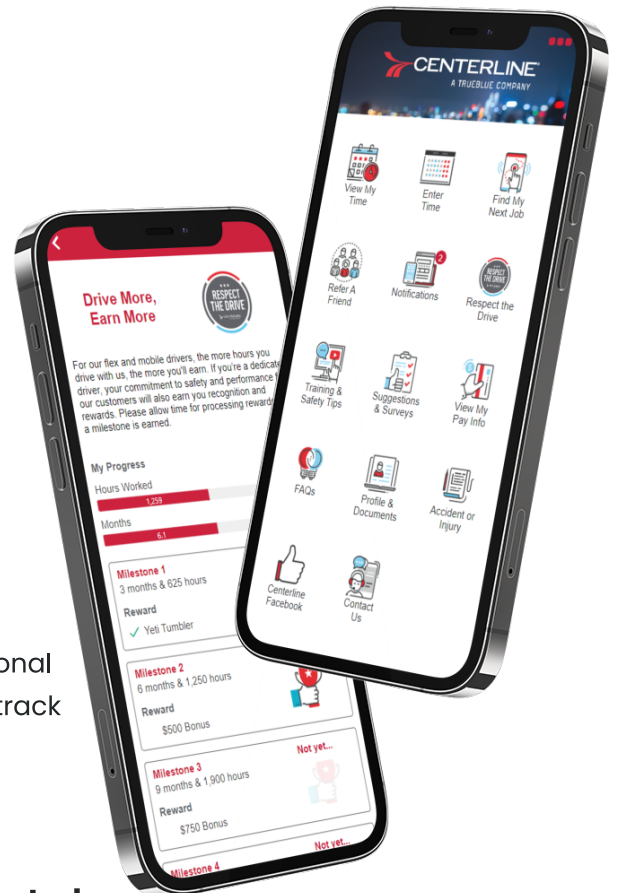 CENTERLINE
A TRUEBLUE COMPANY
View My
Time
Enter
Time
Find My
Next Job
Refer A
Friend
2
Notifications
RESPECT
THE DRIVE
Respect the
Drive
Training &
Safety Tips
Suggestions
& Surveys
View My
Pay Info
FAQs
Profile &
Documents
Accident or
Injury
Centerline
Facebook
Contact
Us
Drive More,
Earn More
RESPECT
THE DRIVE
For our flex and mobile drivers, the more hours you
drive with us, the more you'll earn. If you're a dedicate
driver, your commitment to safety and performance
our customers will also earn you recognition and
rewards. Please allow time for processing rewards
a milestone is earned.
My Progress
Hours Worked
1,259
Months
6.1
Milestone 1
3 months & 625 hours
Reward
✓ Yeti Tumbler
Milestone 2
6 months & 1,250 hours
Reward
$500 Bonus
Milestone 3
Not yet...
9 months & 1,900 hours
Reward
$750 Bonus
Milestone 4
Not yet...
onal
track